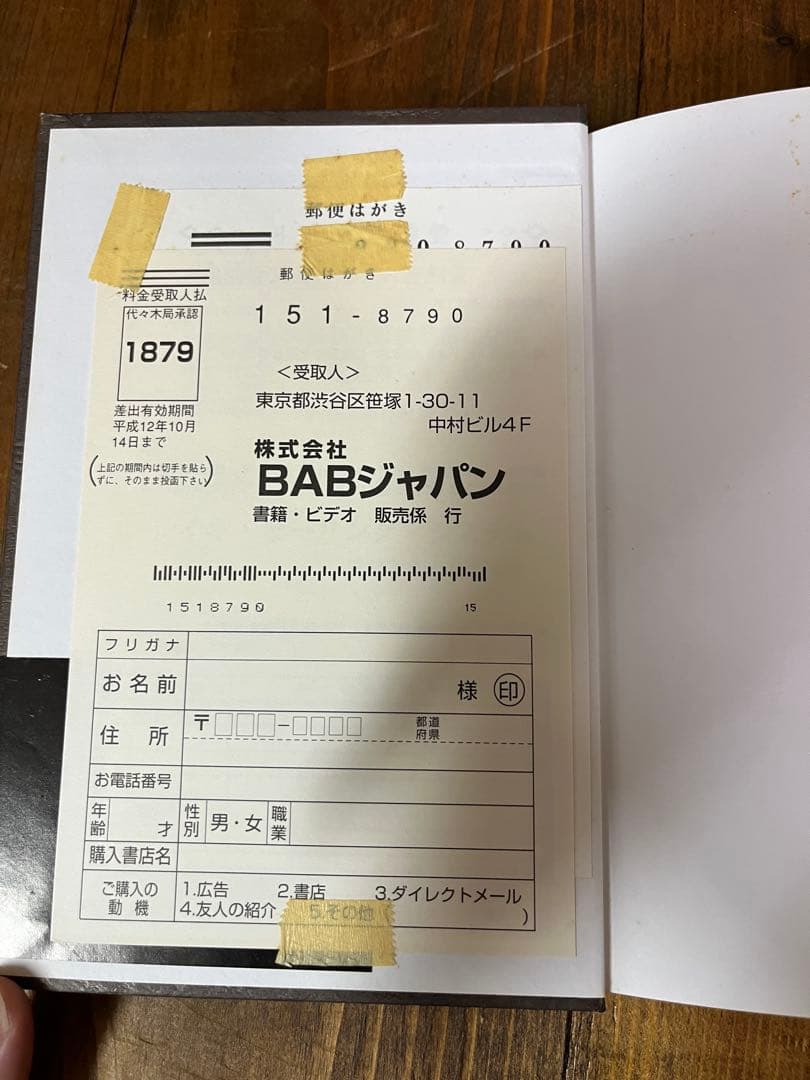 郵便はがき
8790
郵便はがき
料金受取人払
代々木局承認
1879
差出有効期間
平成12年10月
14日まで
(上記の期間内は切手を貼ら
ずに、そのまま投函下さい)
151-8790
<受取人>
東京都渋谷区笹塚1-30-11
中村ビル4F
株式会社
BABジャパン
書籍・ビデオ 販売係 行
1518790 15
フリガナ
お名前 様 印
住所 〒□□□-□□□□ 都道府県
お電話番号
年齢 才 性別 男・女 職業
購入書店名
ご購入の動機 1.広告 2.書店 3.ダイレクトメール
4.友人の紹介 5.その他( )